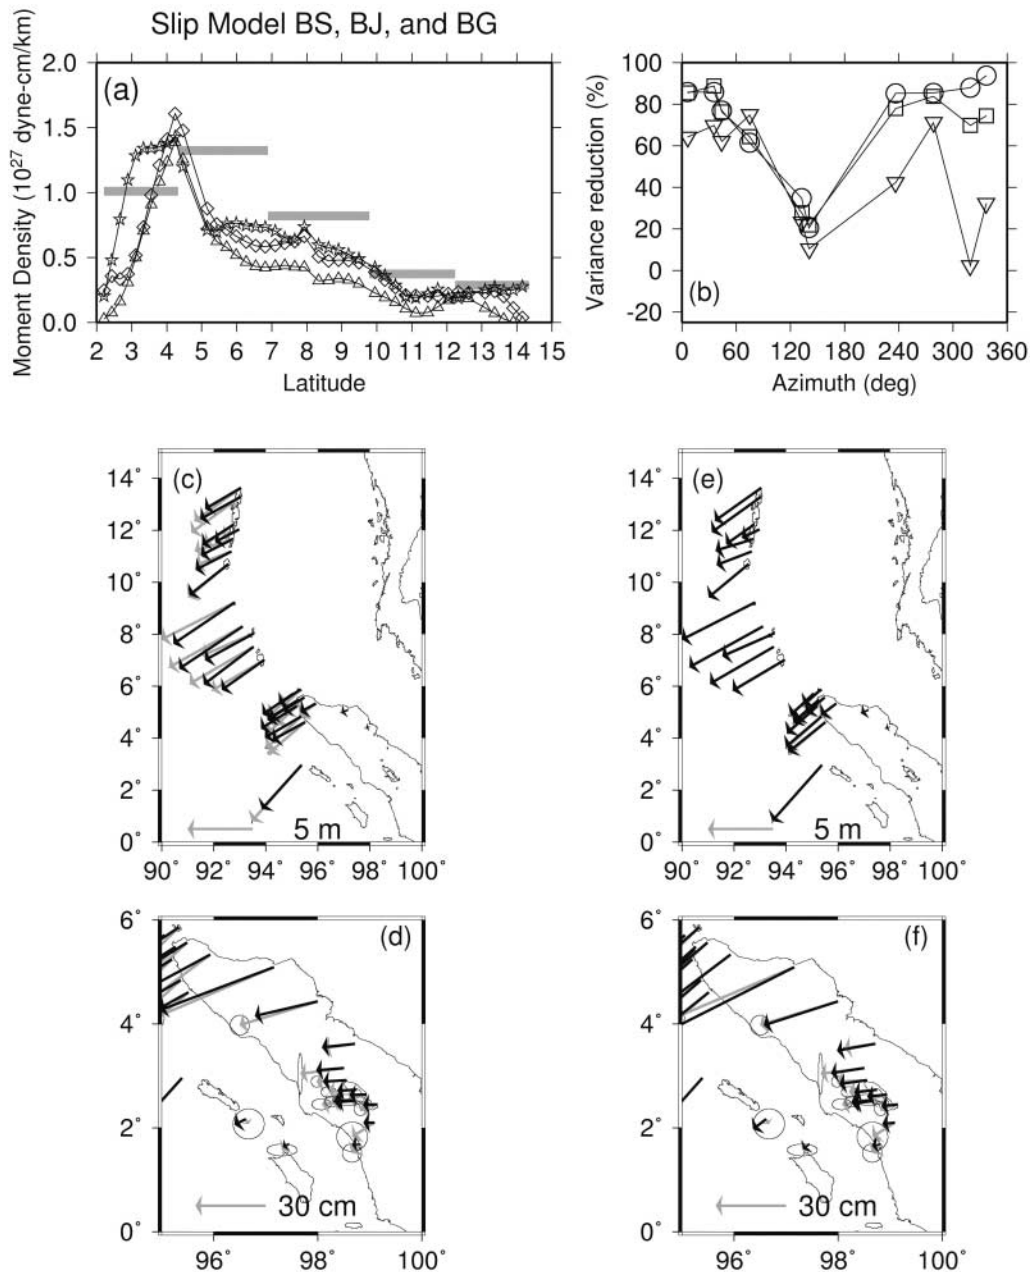 Slip Model BS, BJ, and BG
Moment Density (10²⁷ dyne-cm/km)
2.0
1.5
1.0
0.5
0.0
(a)
2 3 4 5 6 7 8 9 10 11 12 13 14 15
Latitude
Variance reduction (%)
100
80
60
40
20
0
-20
(b)
0 60 120 180 240 300 360
Azimuth (deg)
14°
12°
10°
8°
6°
4°
2°
0°
(c)
5 m
90° 92° 94° 96° 98° 100°
14°
12°
10°
8°
6°
4°
2°
0°
(e)
5 m
90° 92° 94° 96° 98° 100°
6°
4°
2°
0°
(d)
30 cm
96° 98° 100°
6°
4°
2°
0°
(f)
30 cm
96° 98° 100°